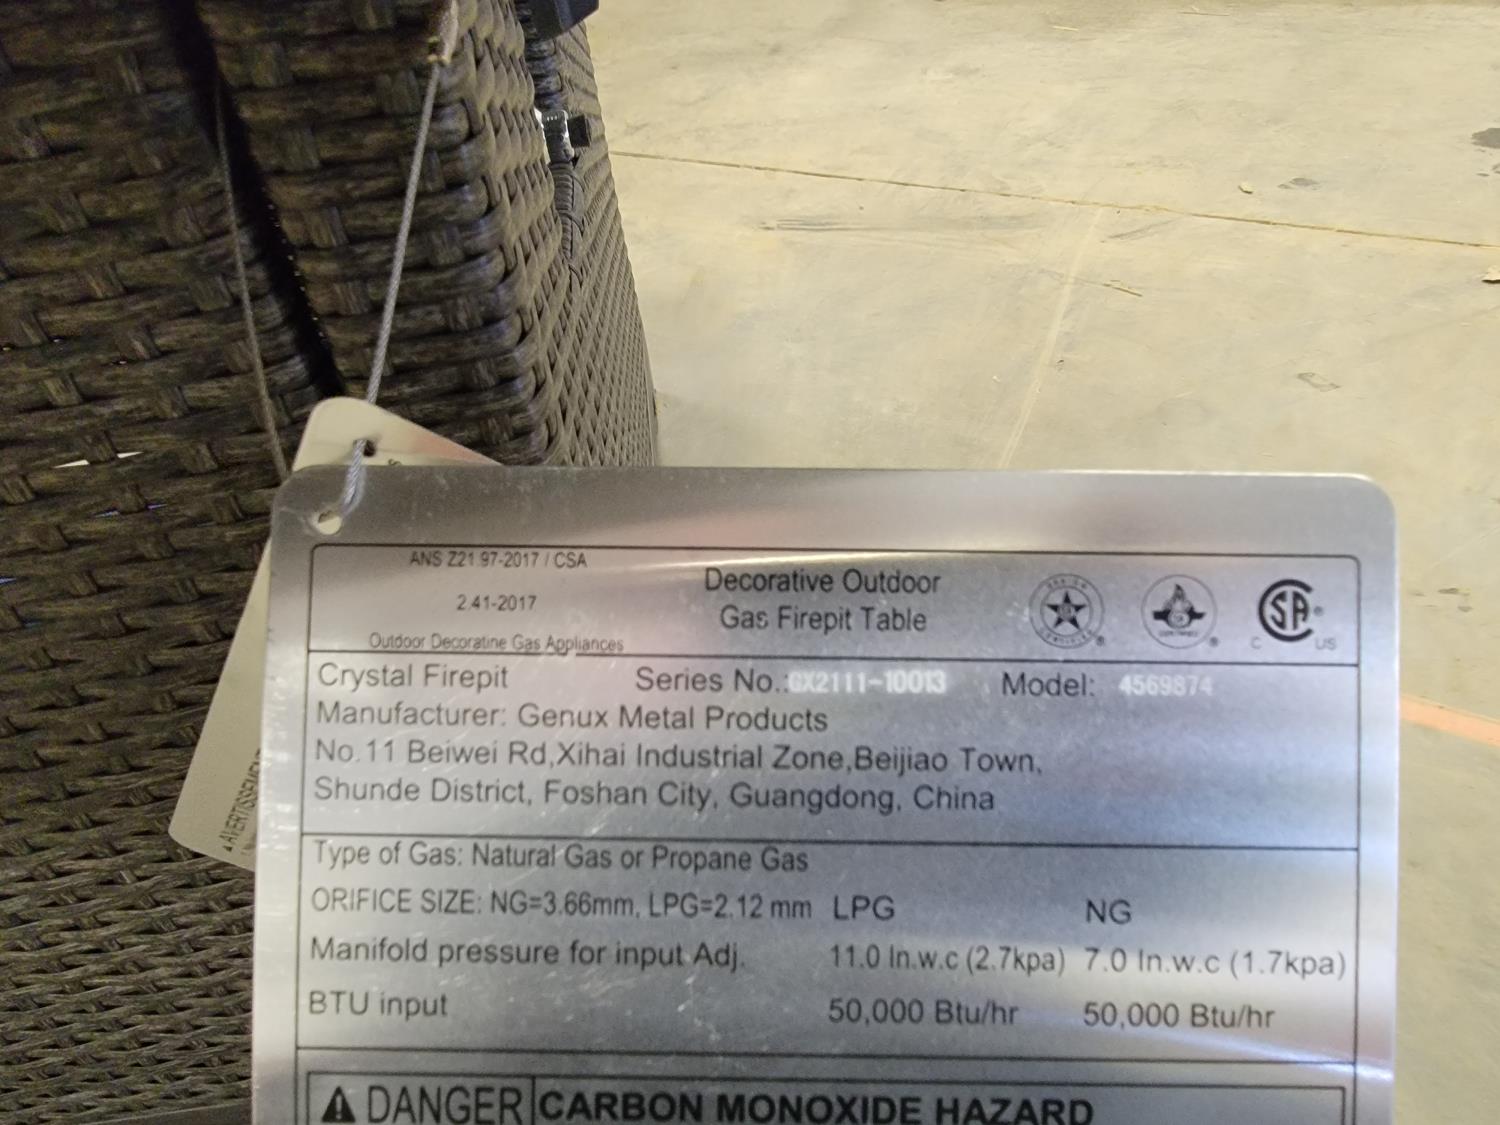 ANS Z21.97-2017 / CSA
2.41-2017
Outdoor Decoratine Gas Appliances
Decorative Outdoor
Gas Firepit Table
CERTIFIED
SA
C US
Crystal Firepit Series No.:GX2111-10013 Model: 4569874
Manufacturer: Genux Metal Products
No.11 Beiwei Rd,Xihai Industrial Zone,Beijiao Town,
Shunde District, Foshan City, Guangdong, China
Type of Gas: Natural Gas or Propane Gas
ORIFICE SIZE: NG=3.66mm, LPG=2.12 mm LPG NG
Manifold pressure for input Adj. 11.0 In.w.c (2.7kpa) 7.0 In.w.c (1.7kpa)
BTU input 50,000 Btu/hr 50,000 Btu/hr
DANGER CARBON MONOXIDE HAZARD
AVERTISSEMENT